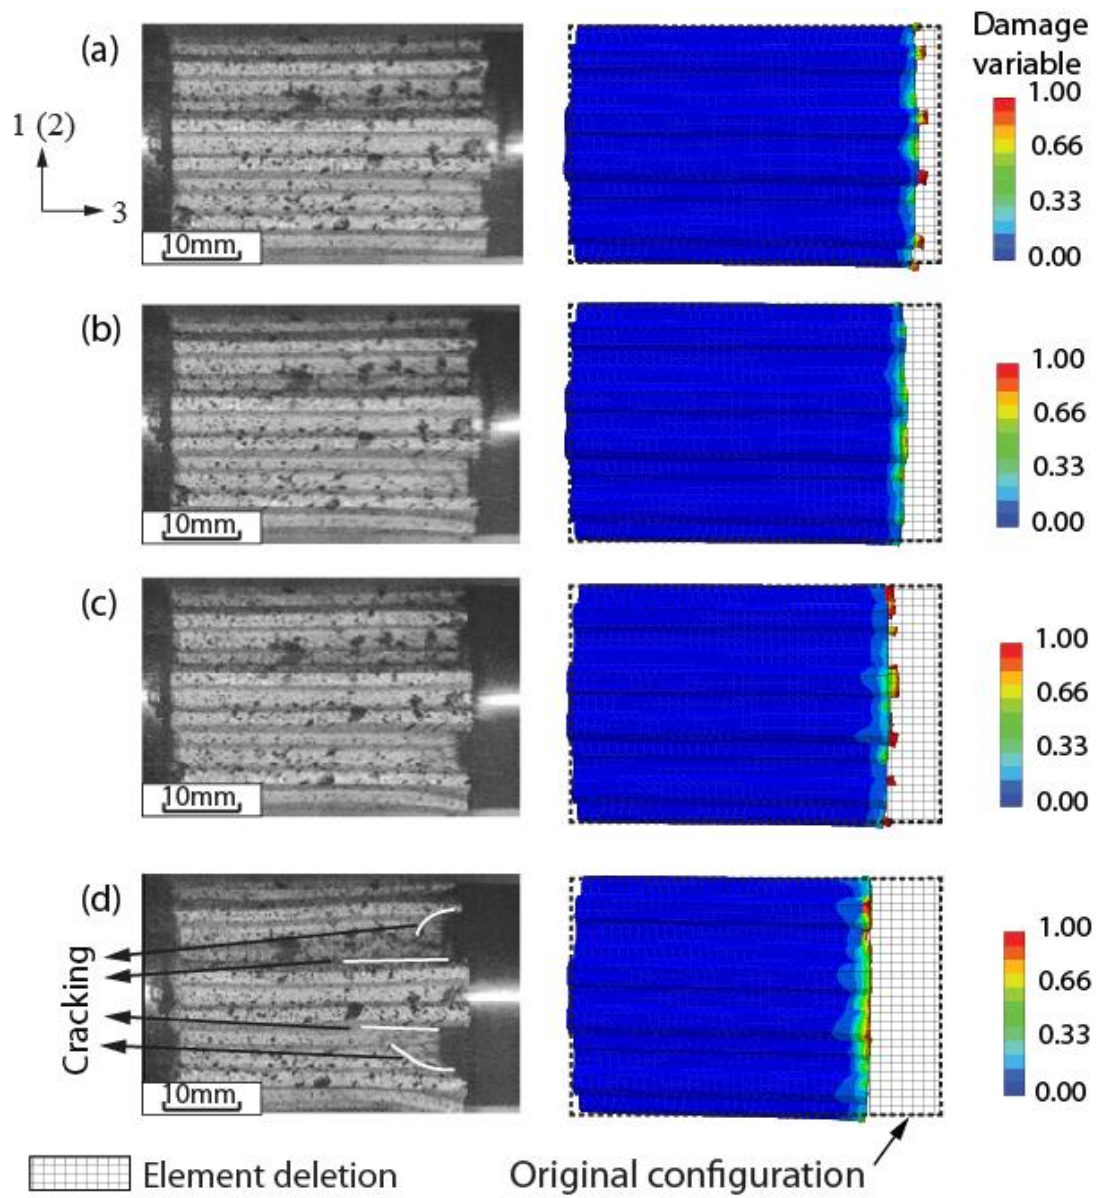 (a)
1 (2)
3
10mm
Damage
variable
1.00
0.66
0.33
0.00
(b)
10mm
1.00
0.66
0.33
0.00
(c)
10mm
1.00
0.66
0.33
0.00
(d)
Cracking
10mm
1.00
0.66
0.33
0.00
Element deletion
Original configuration